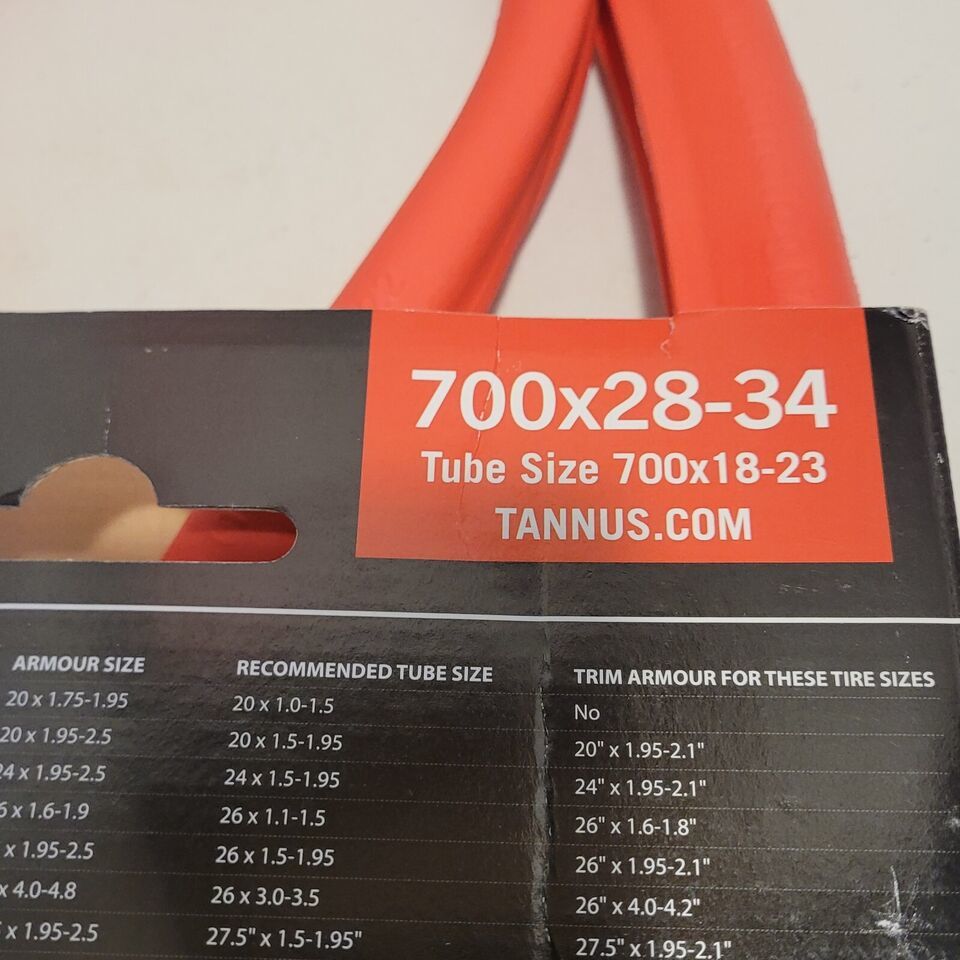 700x28-34
Tube Size 700x18-23
TANNUS.COM
ARMOUR SIZE RECOMMENDED TUBE SIZE TRIM ARMOUR FOR THESE TIRE SIZES
20 x 1.75-1.95 20 x 1.0-1.5 No
20 x 1.95-2.5 20 x 1.5-1.95 20" x 1.95-2.1"
24 x 1.95-2.5 24 x 1.5-1.95 24" x 1.95-2.1"
x 1.6-1.9 26 x 1.1-1.5 26" x 1.6-1.8"
x 1.95-2.5 26 x 1.5-1.95 26" x 1.95-2.1"
x 4.0-4.8 26 x 3.0-3.5 26" x 4.0-4.2"
x 1.95-2.5 27.5" x 1.5-1.95" 27.5" x 1.95-2.1"